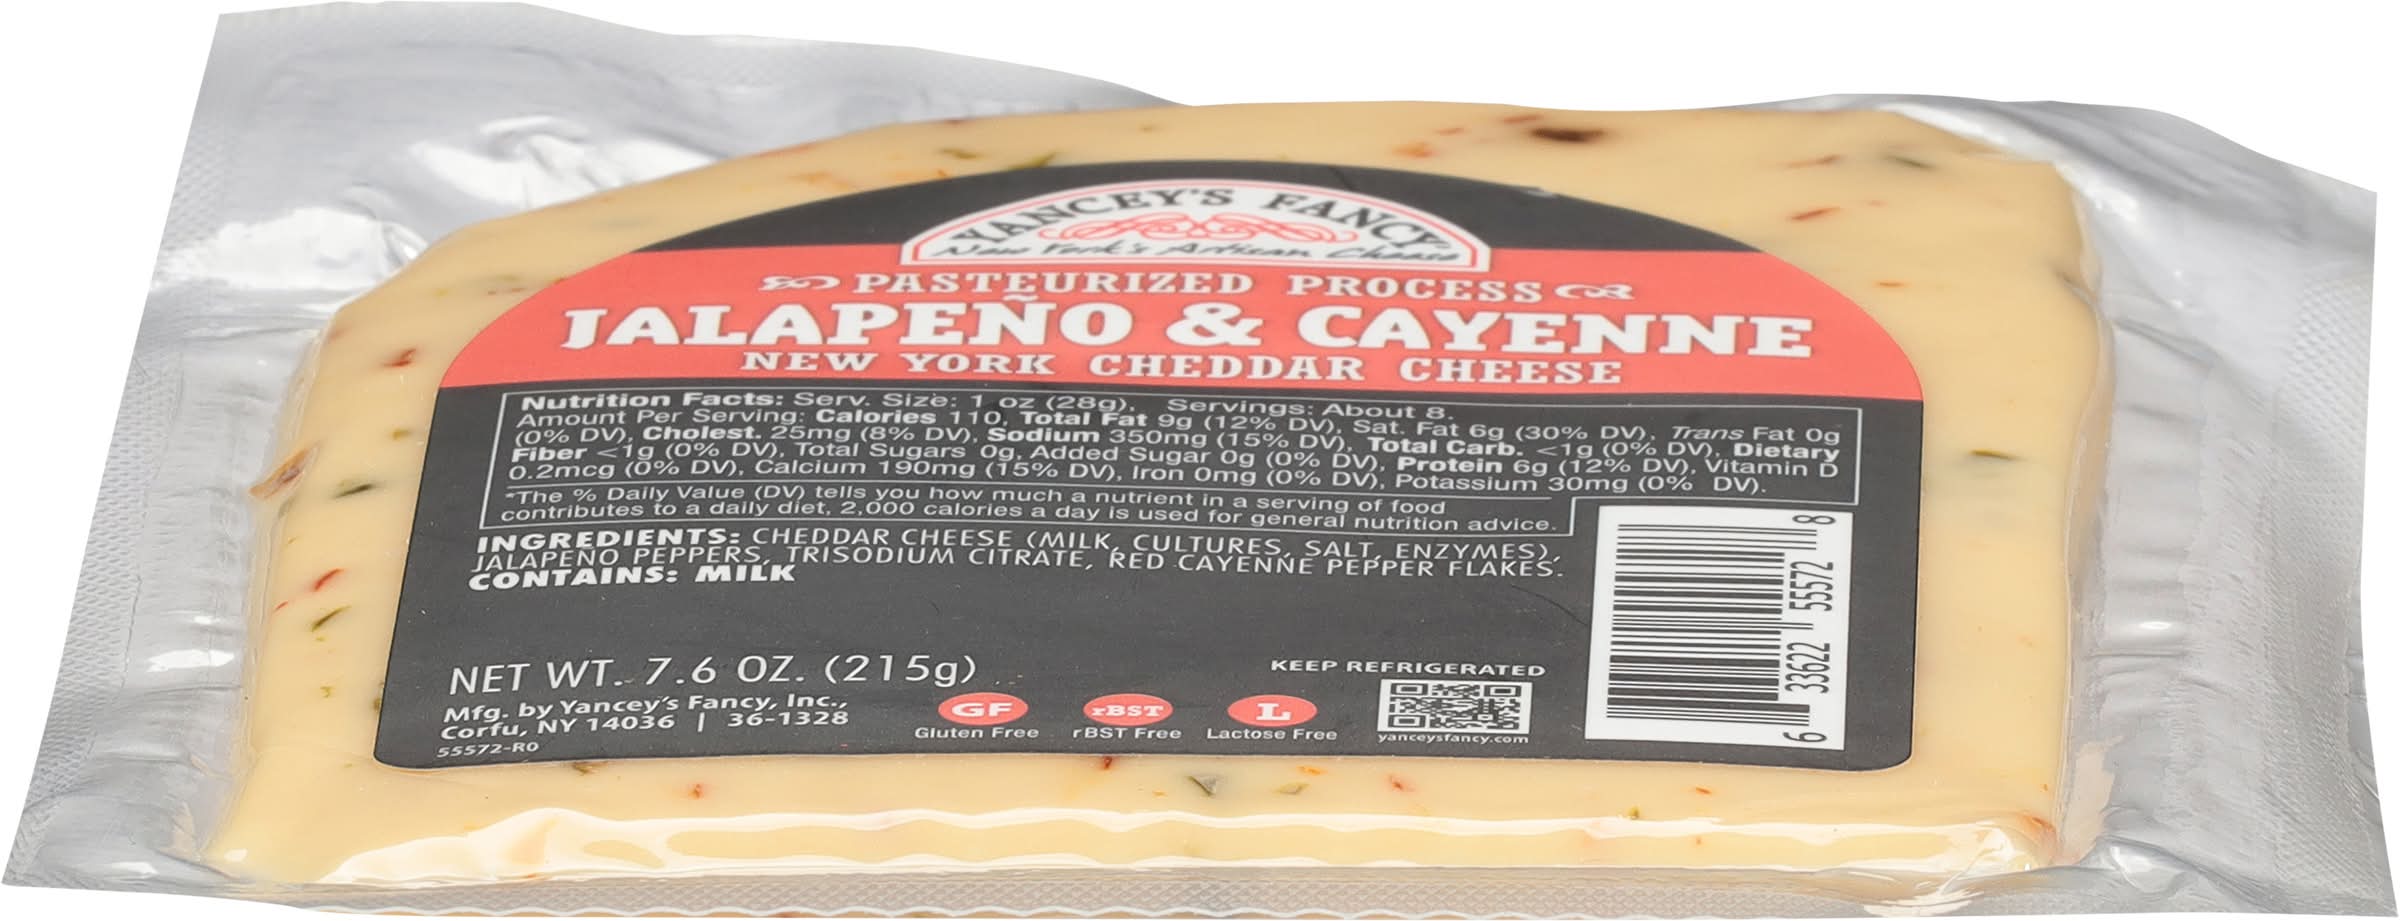 YANCEY'S FANCY
New York's Artisan Cheese
PASTEURIZED PROCESS
JALAPEÑO & CAYENNE
NEW YORK CHEDDAR CHEESE
Nutrition Facts: Serv. Size: 1 oz (28g), Servings: About 8.
Amount Per Serving: Calories 110, Total Fat 9g (12% DV), Sat. Fat 6g (30% DV), Trans Fat 0g
(0% DV), Cholest. 25mg (8% DV), Sodium 350mg (15% DV), Total Carb. <1g (0% DV), Dietary
Fiber <1g (0% DV), Total Sugars 0g, Added Sugar 0g (0% DV), Protein 6g (12% DV), Vitamin D
0.2mcg (0% DV), Calcium 190mg (15% DV), Iron 0mg (0% DV), Potassium 30mg (0% DV).
*The % Daily Value (DV) tells you how much a nutrient in a serving of food
contributes to a daily diet, 2,000 calories a day is used for general nutrition advice.
INGREDIENTS: CHEDDAR CHEESE (MILK, CULTURES, SALT, ENZYMES),
JALAPENO PEPPERS, TRISODIUM CITRATE, RED CAYENNE PEPPER FLAKES.
CONTAINS: MILK
NET WT. 7.6 OZ. (215g)
Mfg. by Yancey's Fancy, Inc.,
Corfu, NY 14036 | 36-1328
55572-R0
GF
Gluten Free
rBST
rBST Free
L
Lactose Free
KEEP REFRIGERATED
yanceysfancy.com
6 33622 55572 8